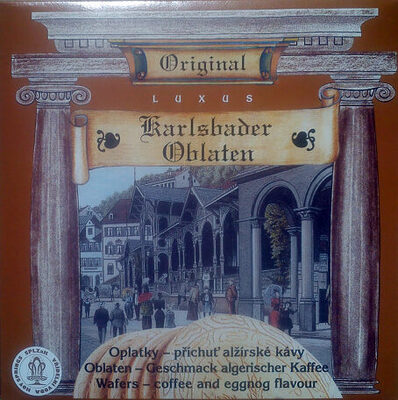 Original
LUXUS
Karlsbader
Oblaten
Oplatky – příchuť alžírské kávy
Oblaten – Geschmack algerischer Kaffee
Wafers – coffee and eggnog flavour